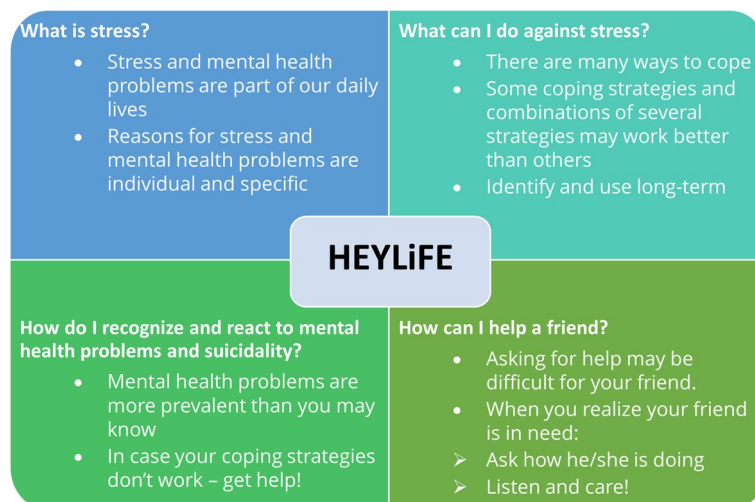 What is stress?
• Stress and mental health
problems are part of our daily
lives
• Reasons for stress and
mental health problems are
individual and specific
What can I do against stress?
• There are many ways to cope
• Some coping strategies and
combinations of several
strategies may work better
than others
• Identify and use long-term
HEYLiFE
How do I recognize and react to mental
health problems and suicidality?
• Mental health problems are
more prevalent than you may
know
• In case your coping strategies
don’t work – get help!
How can I help a friend?
• Asking for help may be
difficult for your friend.
• When you realize your friend
is in need:
➢ Ask how he/she is doing
➢ Listen and care!